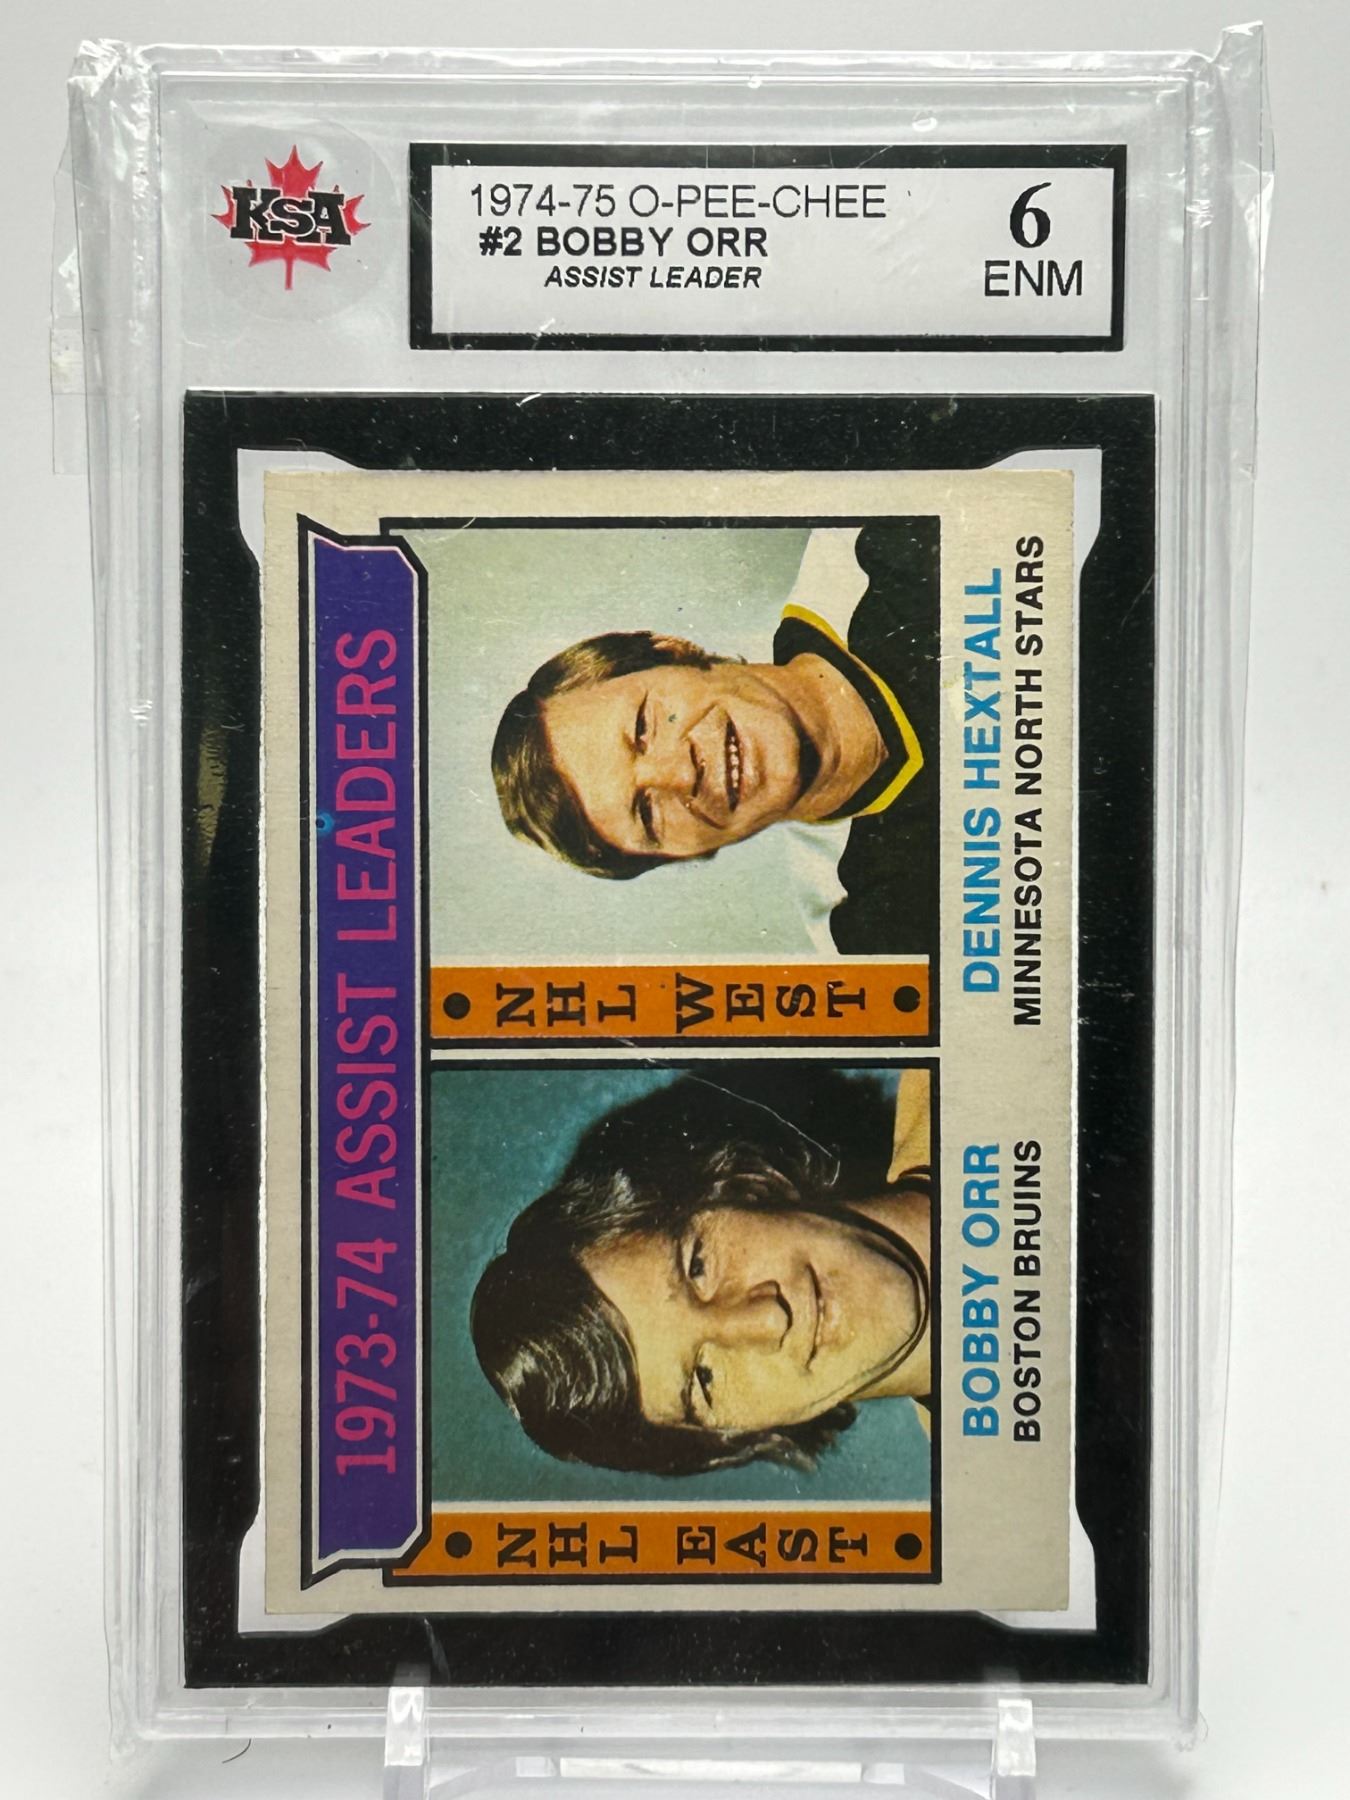 KSA
1974-75 O-PEE-CHEE
#2 BOBBY ORR
ASSIST LEADER
6
ENM
1973-74 ASSIST LEADERS
NHL EAST
NHL WEST
BOBBY ORR
BOSTON BRUINS
DENNIS HEXTALL
MINNESOTA NORTH STARS